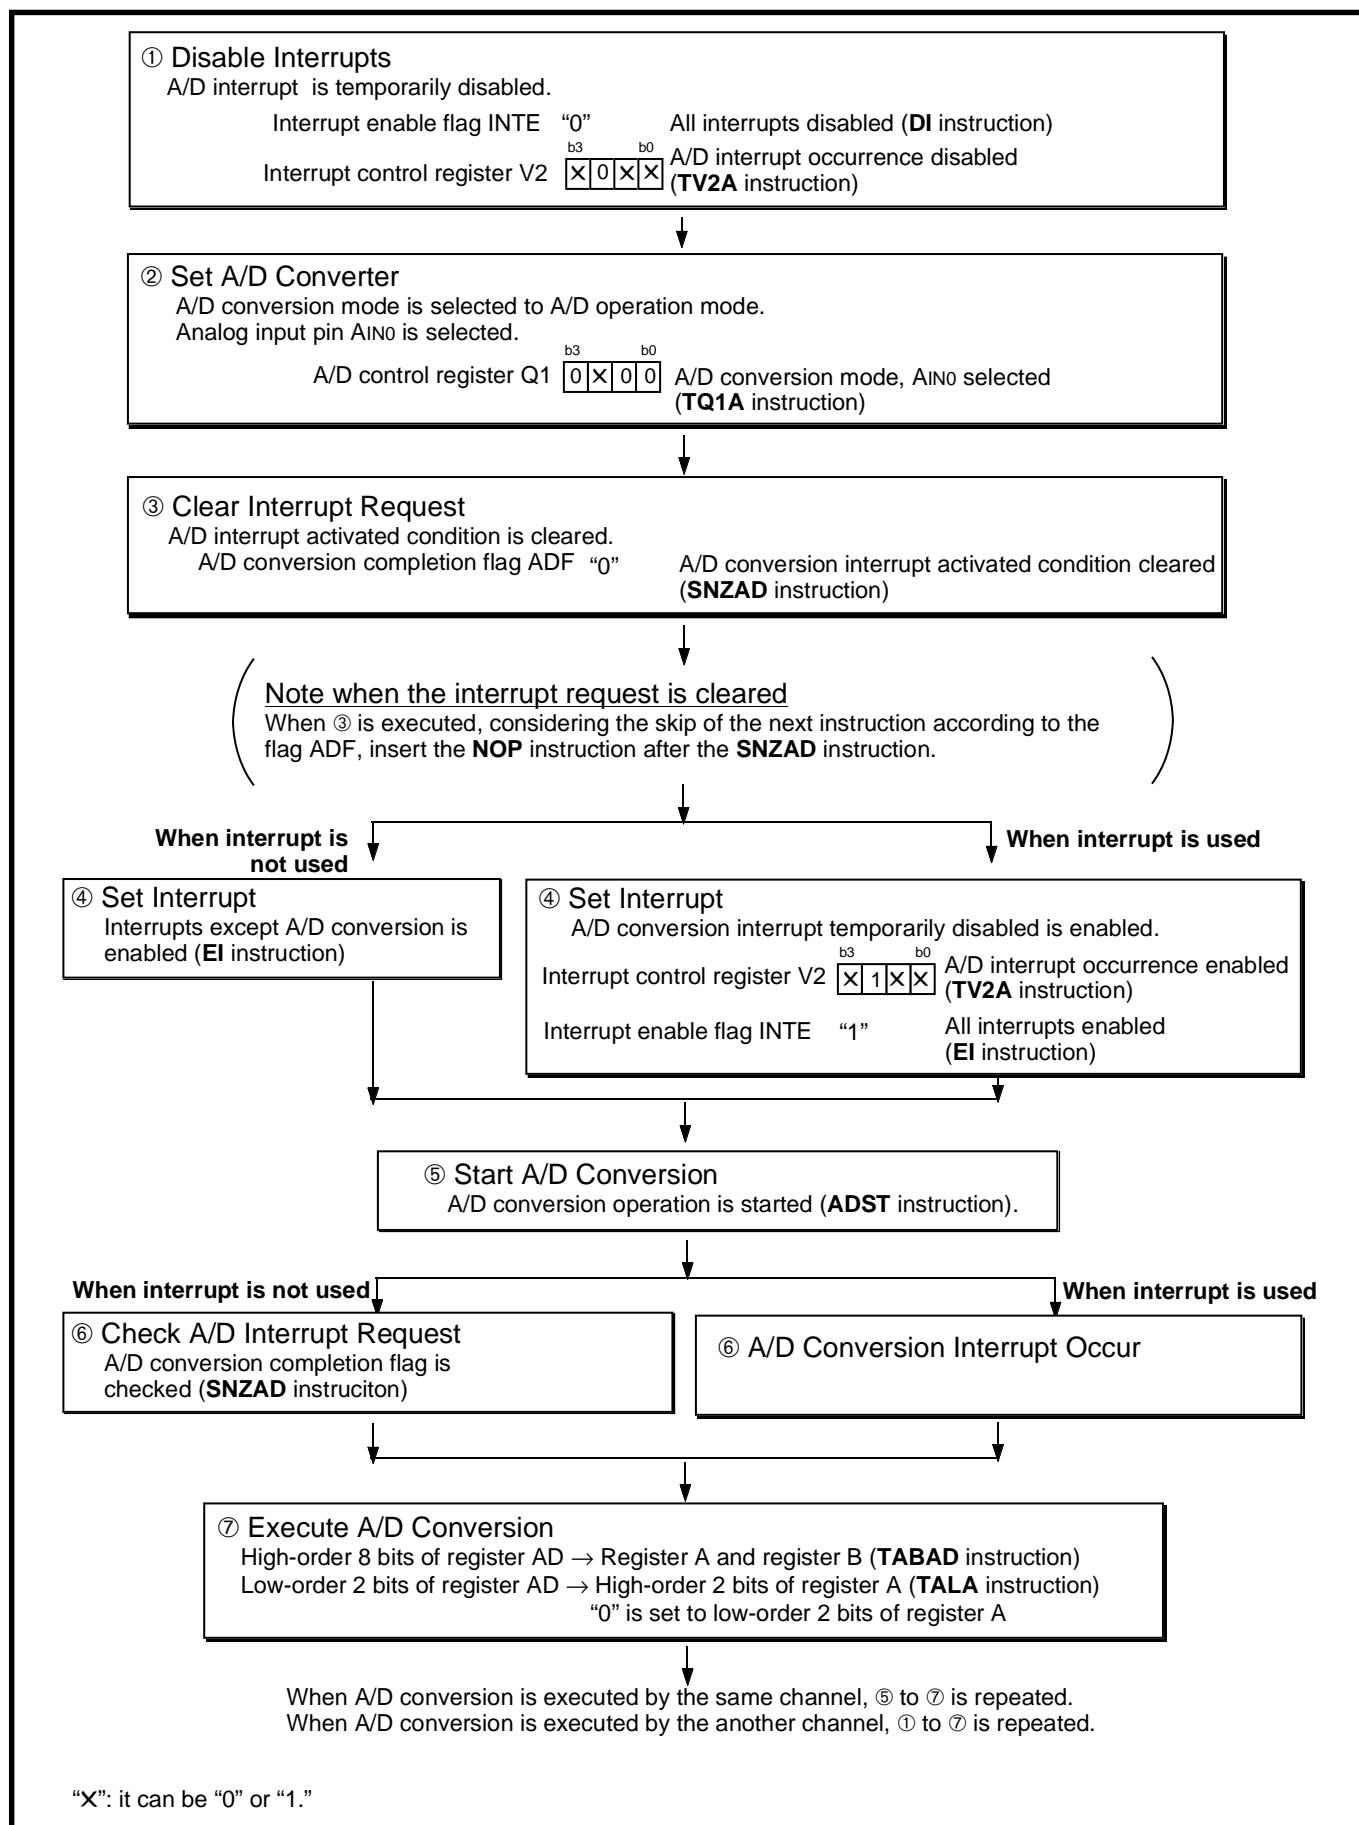 ① Disable Interrupts
A/D interrupt is temporarily disabled.
Interrupt enable flag INTE “0” All interrupts disabled (DI instruction)
b3 b0
Interrupt control register V2 X 0 X X A/D interrupt occurrence disabled
(TV2A instruction)
② Set A/D Converter
A/D conversion mode is selected to A/D operation mode.
Analog input pin AIN0 is selected.
b3 b0
A/D control register Q1 0 X 0 0 A/D conversion mode, AIN0 selected
(TQ1A instruction)
③ Clear Interrupt Request
A/D interrupt activated condition is cleared.
A/D conversion completion flag ADF “0” A/D conversion interrupt activated condition cleared
(SNZAD instruction)
Note when the interrupt request is cleared
When ③ is executed, considering the skip of the next instruction according to the
flag ADF, insert the NOP instruction after the SNZAD instruction.
When interrupt is
not used
When interrupt is used
④ Set Interrupt
Interrupts except A/D conversion is
enabled (EI instruction)
④ Set Interrupt
A/D conversion interrupt temporarily disabled is enabled.
b3 b0
Interrupt control register V2 X 1 X X A/D interrupt occurrence enabled
(TV2A instruction)
Interrupt enable flag INTE “1” All interrupts enabled
(EI instruction)
⑤ Start A/D Conversion
A/D conversion operation is started (ADST instruction).
When interrupt is not used
When interrupt is used
⑥ Check A/D Interrupt Request
A/D conversion completion flag is
checked (SNZAD instruciton)
⑥ A/D Conversion Interrupt Occur
⑦ Execute A/D Conversion
High-order 8 bits of register AD → Register A and register B (TABAD instruction)
Low-order 2 bits of register AD → High-order 2 bits of register A (TALA instruction)
“0” is set to low-order 2 bits of register A
When A/D conversion is executed by the same channel, ⑤ to ⑦ is repeated.
When A/D conversion is executed by the another channel, ① to ⑦ is repeated.
“X”: it can be “0” or “1.”